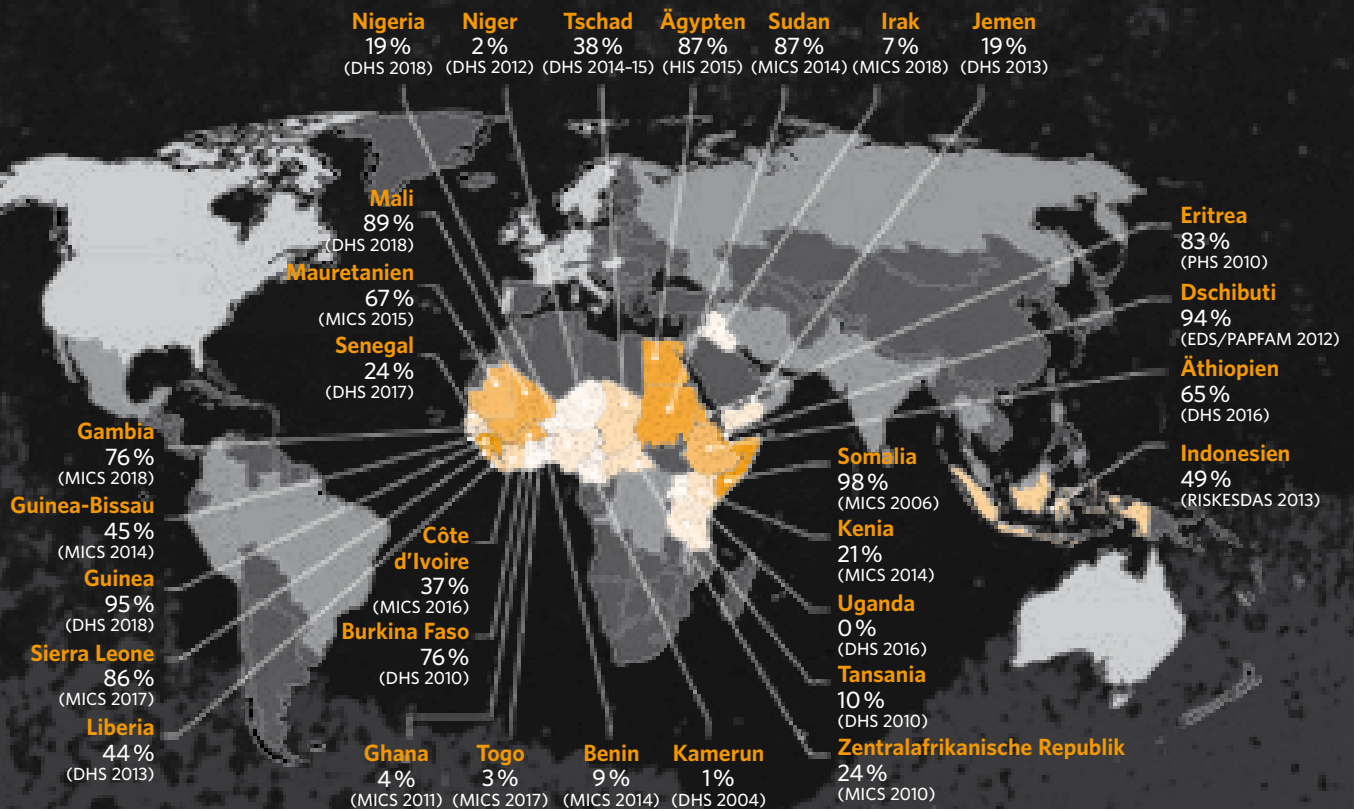 Nigeria
19 %
(DHS 2018)
Niger
2 %
(DHS 2012)
Tschad
38 %
(DHS 2014-15)
Ägypten
87 %
(HIS 2015)
Sudan
87 %
(MICS 2014)
Irak
7 %
(MICS 2018)
Jemen
19 %
(DHS 2013)
Mali
89 %
(DHS 2018)
Mauretanien
67 %
(MICS 2015)
Senegal
24 %
(DHS 2017)
Gambia
76 %
(MICS 2018)
Guinea-Bissau
45 %
(MICS 2014)
Guinea
95 %
(DHS 2018)
Sierra Leone
86 %
(MICS 2017)
Liberia
44 %
(DHS 2013)
Côte
d'Ivoire
37 %
(MICS 2016)
Burkina Faso
76 %
(DHS 2010)
Ghana
4 %
(MICS 2011)
Togo
3 %
(MICS 2017)
Benin
9 %
(MICS 2014)
Kamerun
1 %
(DHS 2004)
Eritrea
83 %
(PHS 2010)
Dschibuti
94 %
(EDS/PAPFAM 2012)
Äthiopien
65 %
(DHS 2016)
Indonesien
49 %
(RISKESDAS 2013)
Somalia
98 %
(MICS 2006)
Kenia
21 %
(MICS 2014)
Uganda
0 %
(DHS 2016)
Tansania
10 %
(DHS 2010)
Zentralafrikanische Republik
24 %
(MICS 2010)